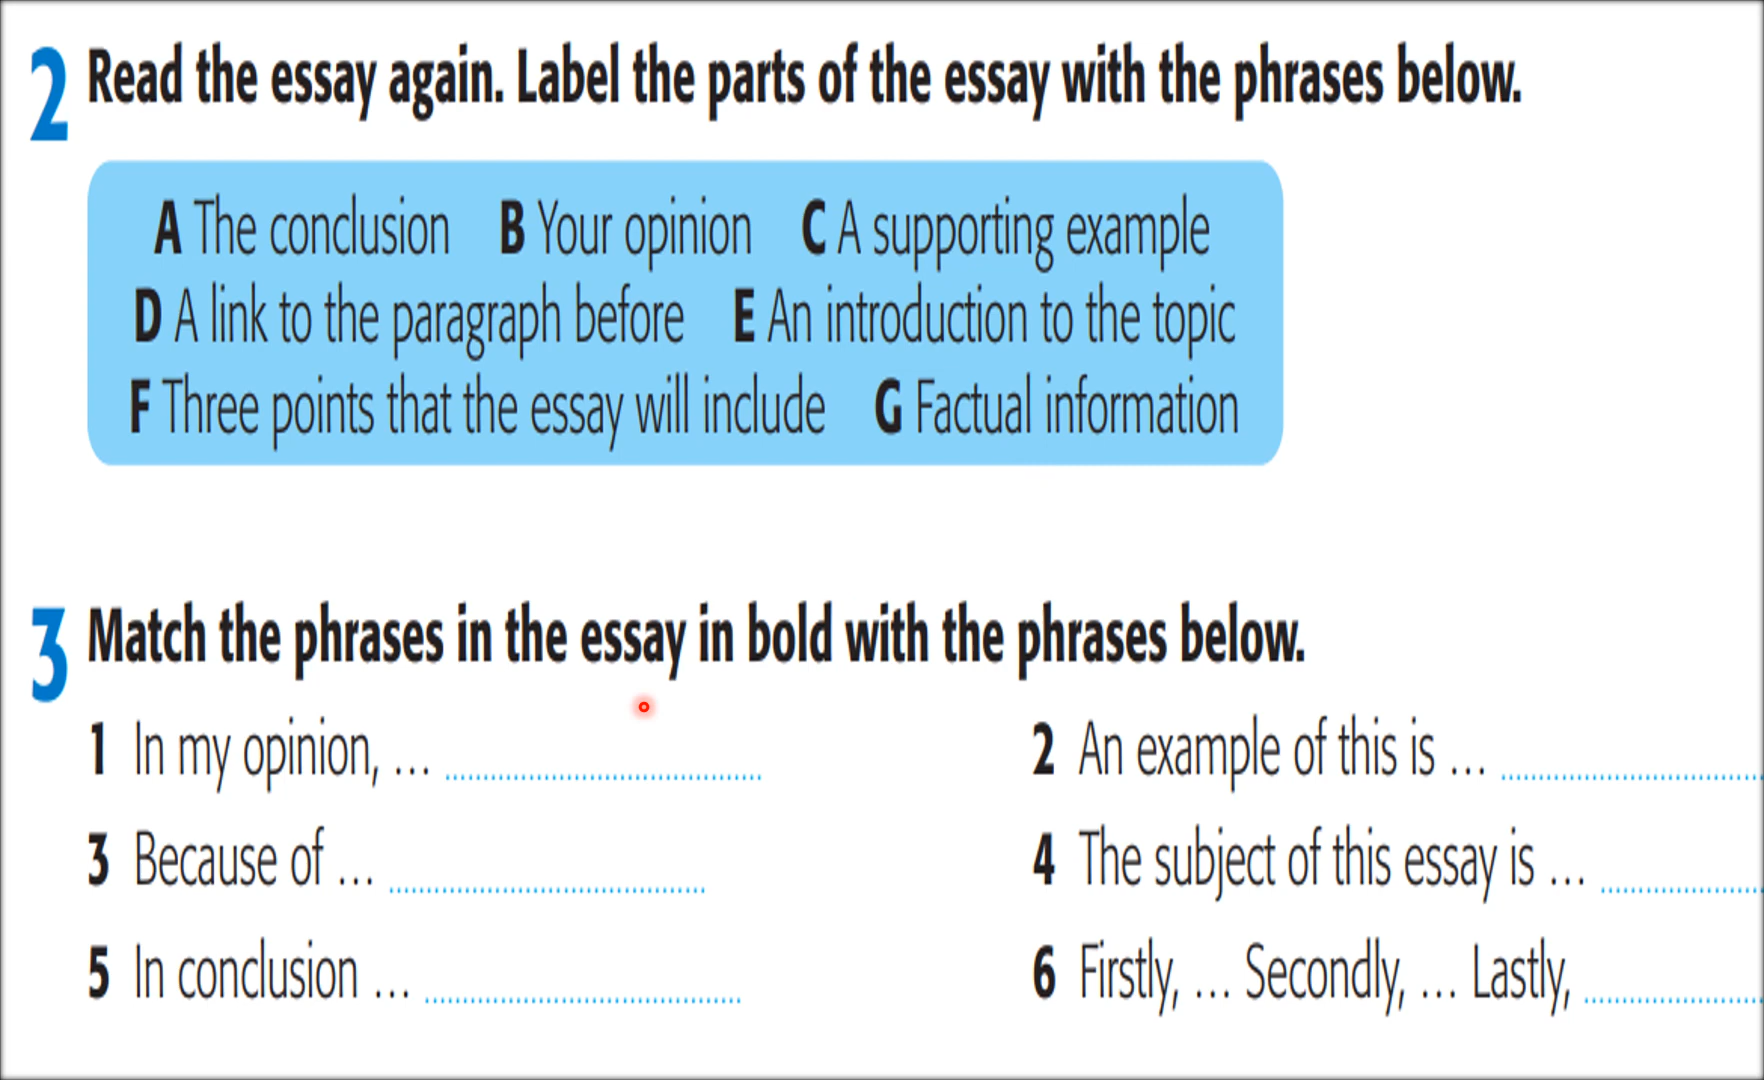 2 Read the essay again. Label the parts of the essay with the phrases below.
A The conclusion B Your opinion C A supporting example
D A link to the paragraph before E An introduction to the topic
F Three points that the essay will include G Factual information
3 Match the phrases in the essay in bold with the phrases below.
1 In my opinion, ... 2 An example of this is ...
3 Because of ... 4 The subject of this essay is ...
5 In conclusion ... 6 Firstly, ... Secondly, ... Lastly,